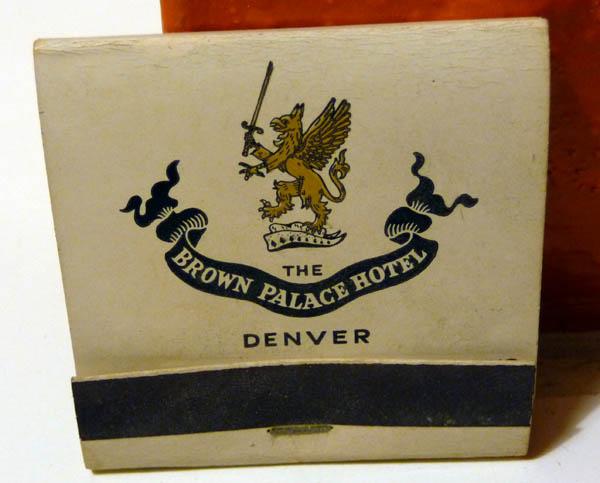 THE
BROWN PALACE HOTEL
DENVER